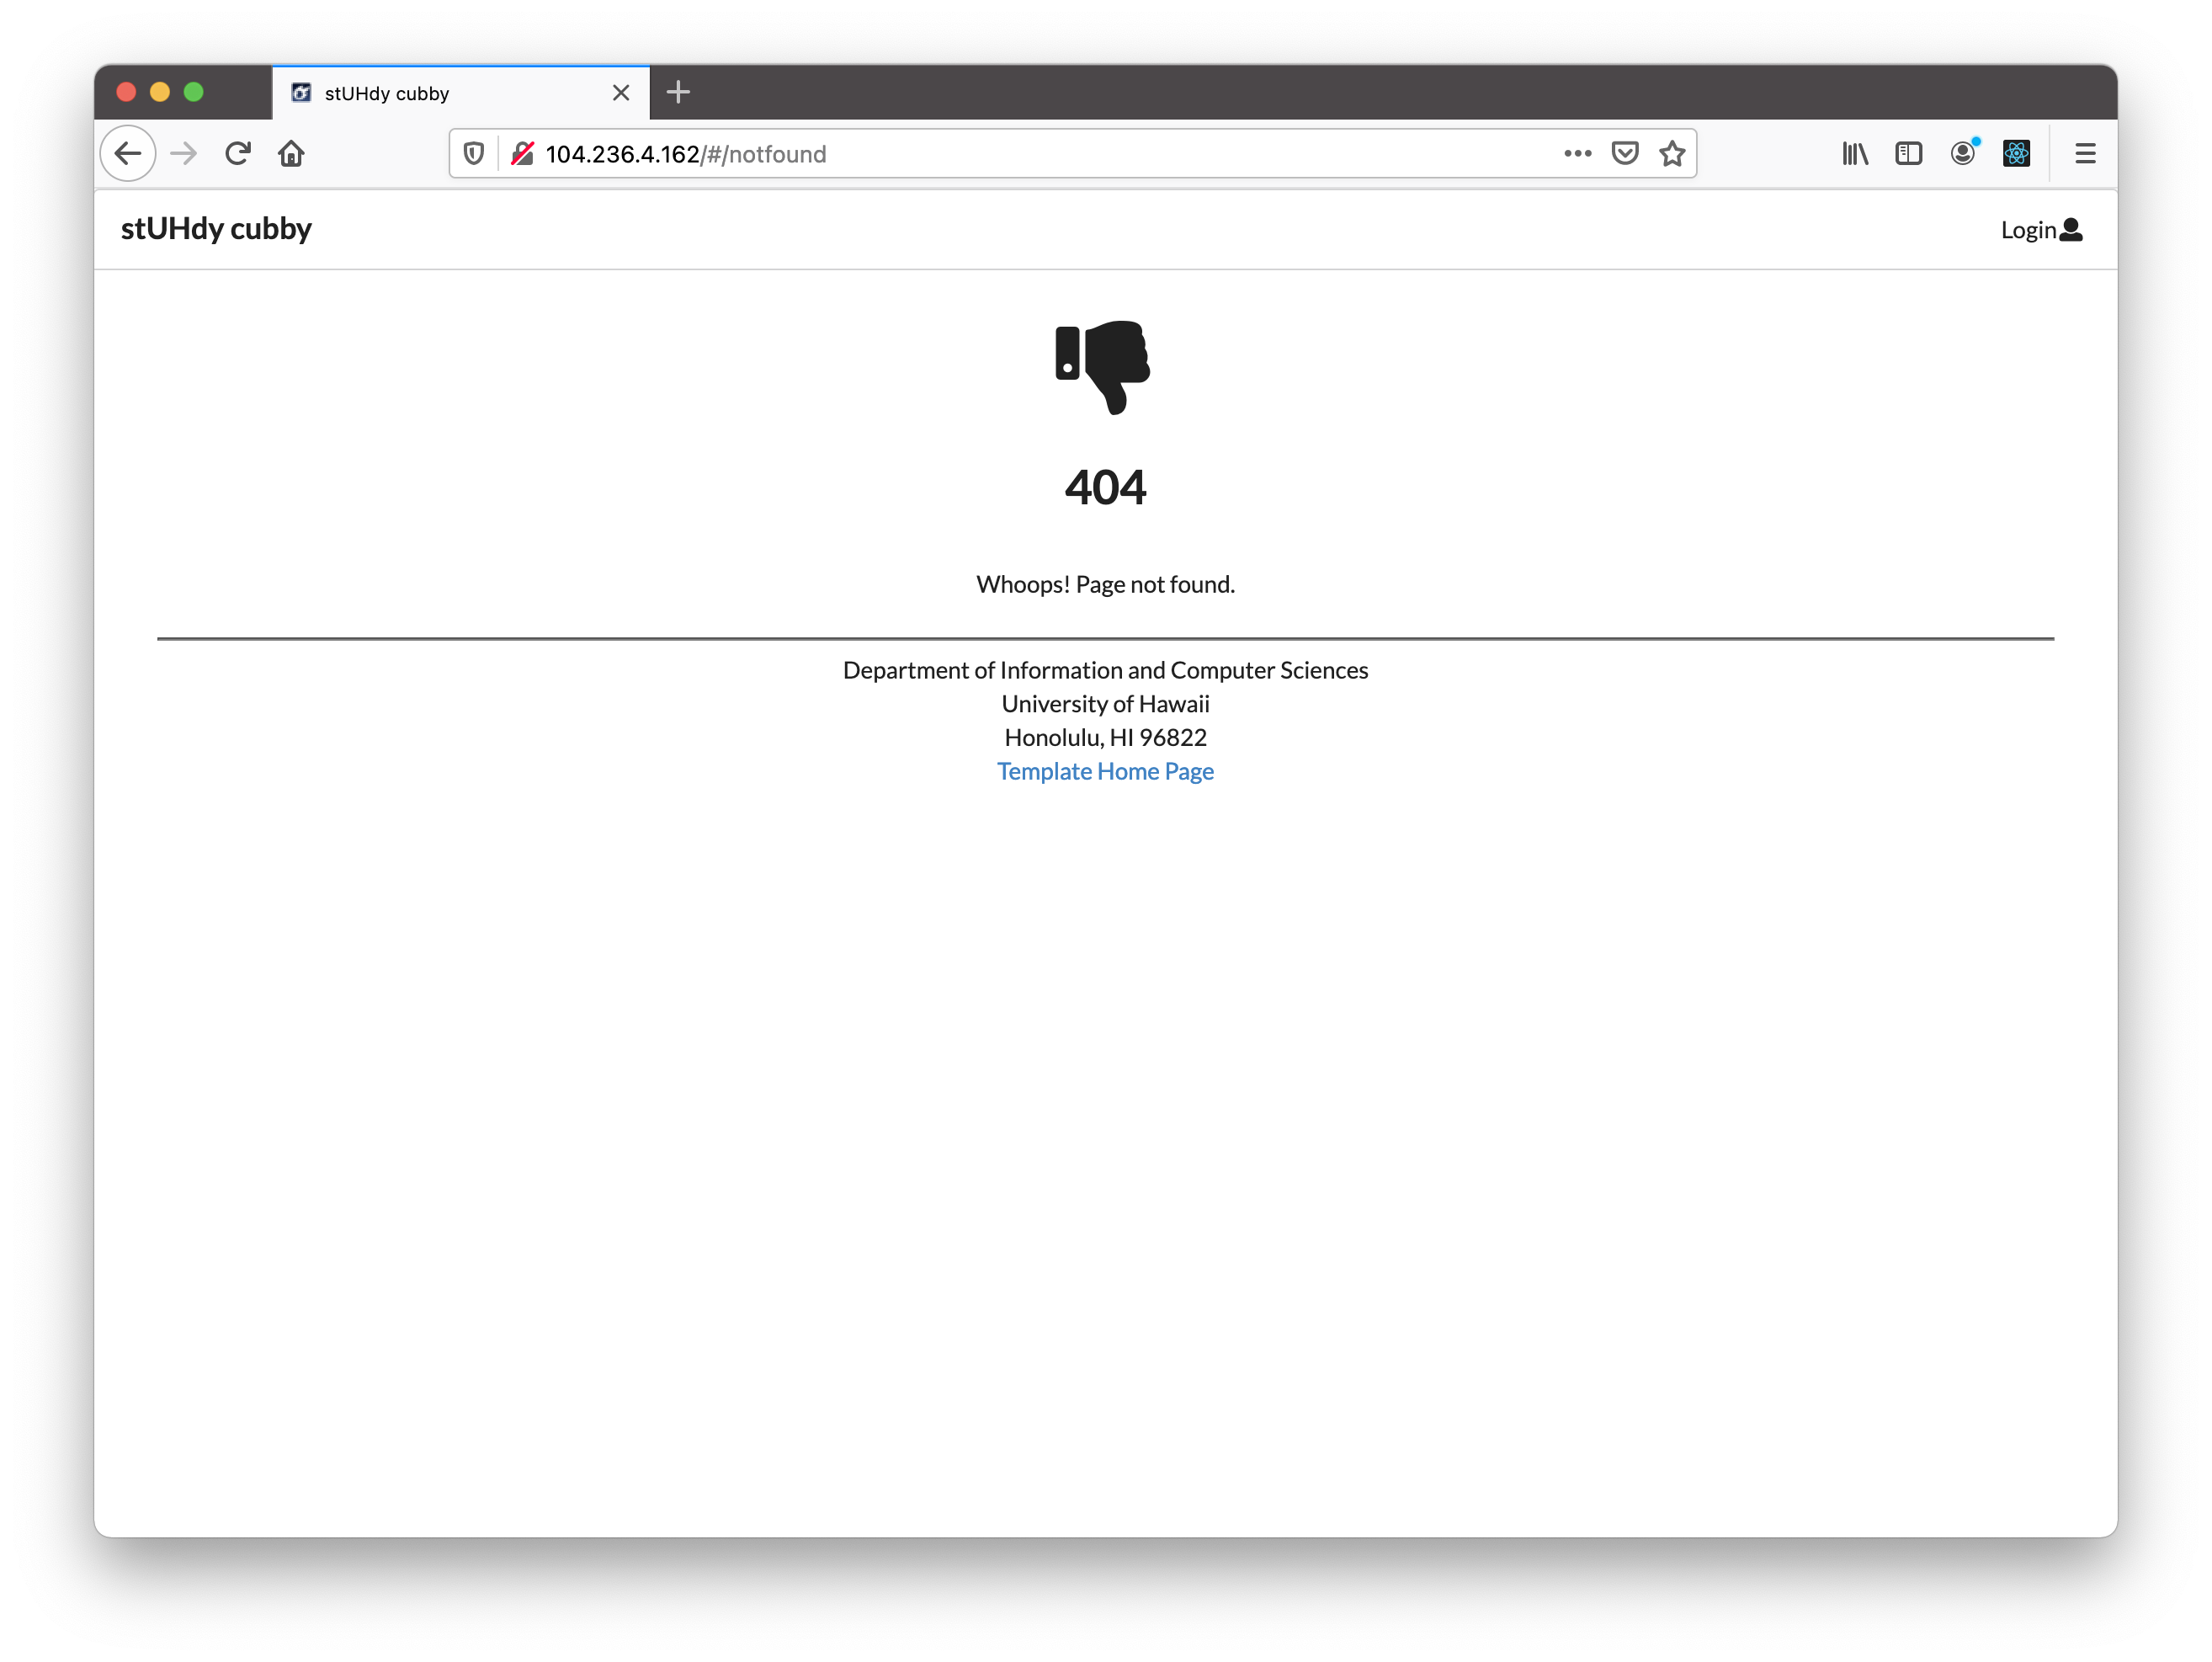 stUHdy cubby
104.236.4.162/#/notfound
stUHdy cubby
Login
404
Whoops! Page not found.
Department of Information and Computer Sciences
University of Hawaii
Honolulu, HI 96822
Template Home Page